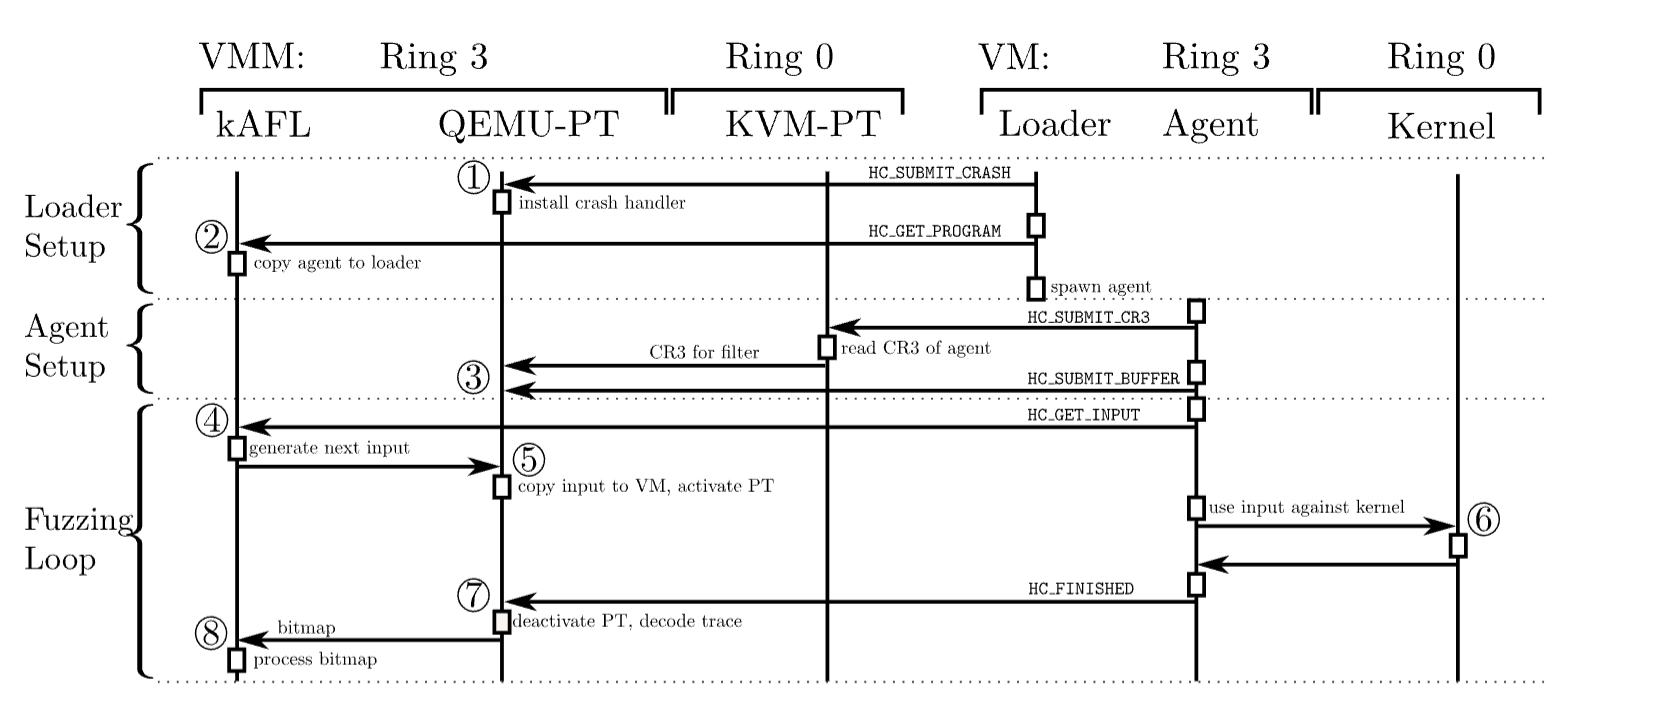 VMM: Ring 3 Ring 0 VM: Ring 3 Ring 0
kAFL QEMU-PT KVM-PT Loader Agent Kernel
Loader
Setup
① HC_SUBMIT_CRASH
install crash handler
② HC_GET_PROGRAM
copy agent to loader
spawn agent
Agent
Setup
HC_SUBMIT_CR3
read CR3 of agent
CR3 for filter
③ HC_SUBMIT_BUFFER
Fuzzing
Loop
④ HC_GET_INPUT
generate next input
⑤
copy input to VM, activate PT
use input against kernel
⑥
⑦ HC_FINISHED
deactivate PT, decode trace
⑧ bitmap
process bitmap